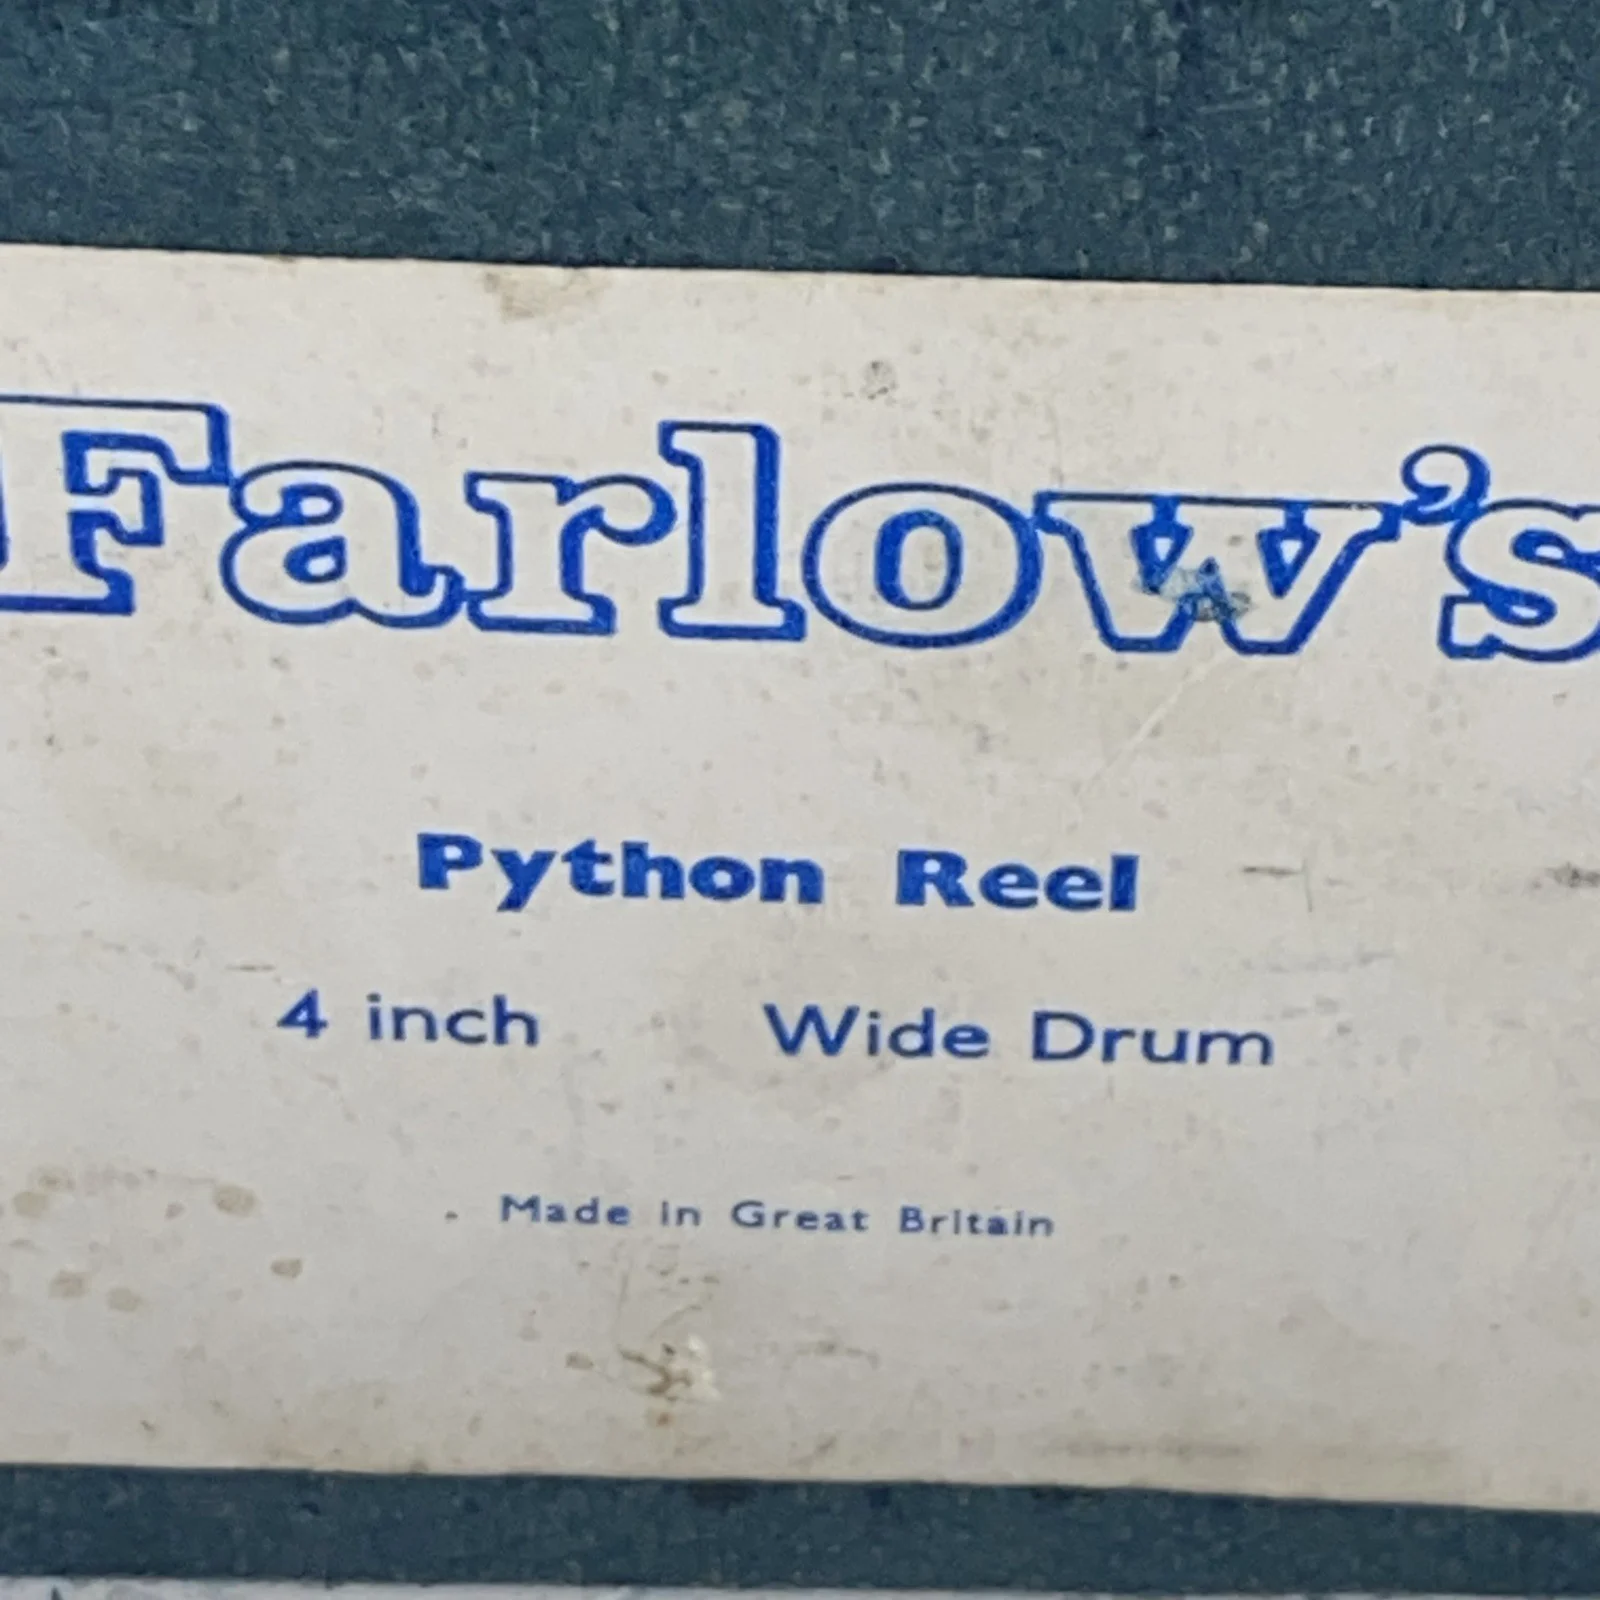 Farlow's
Python Reel
4 inch Wide Drum
Made in Great Britain